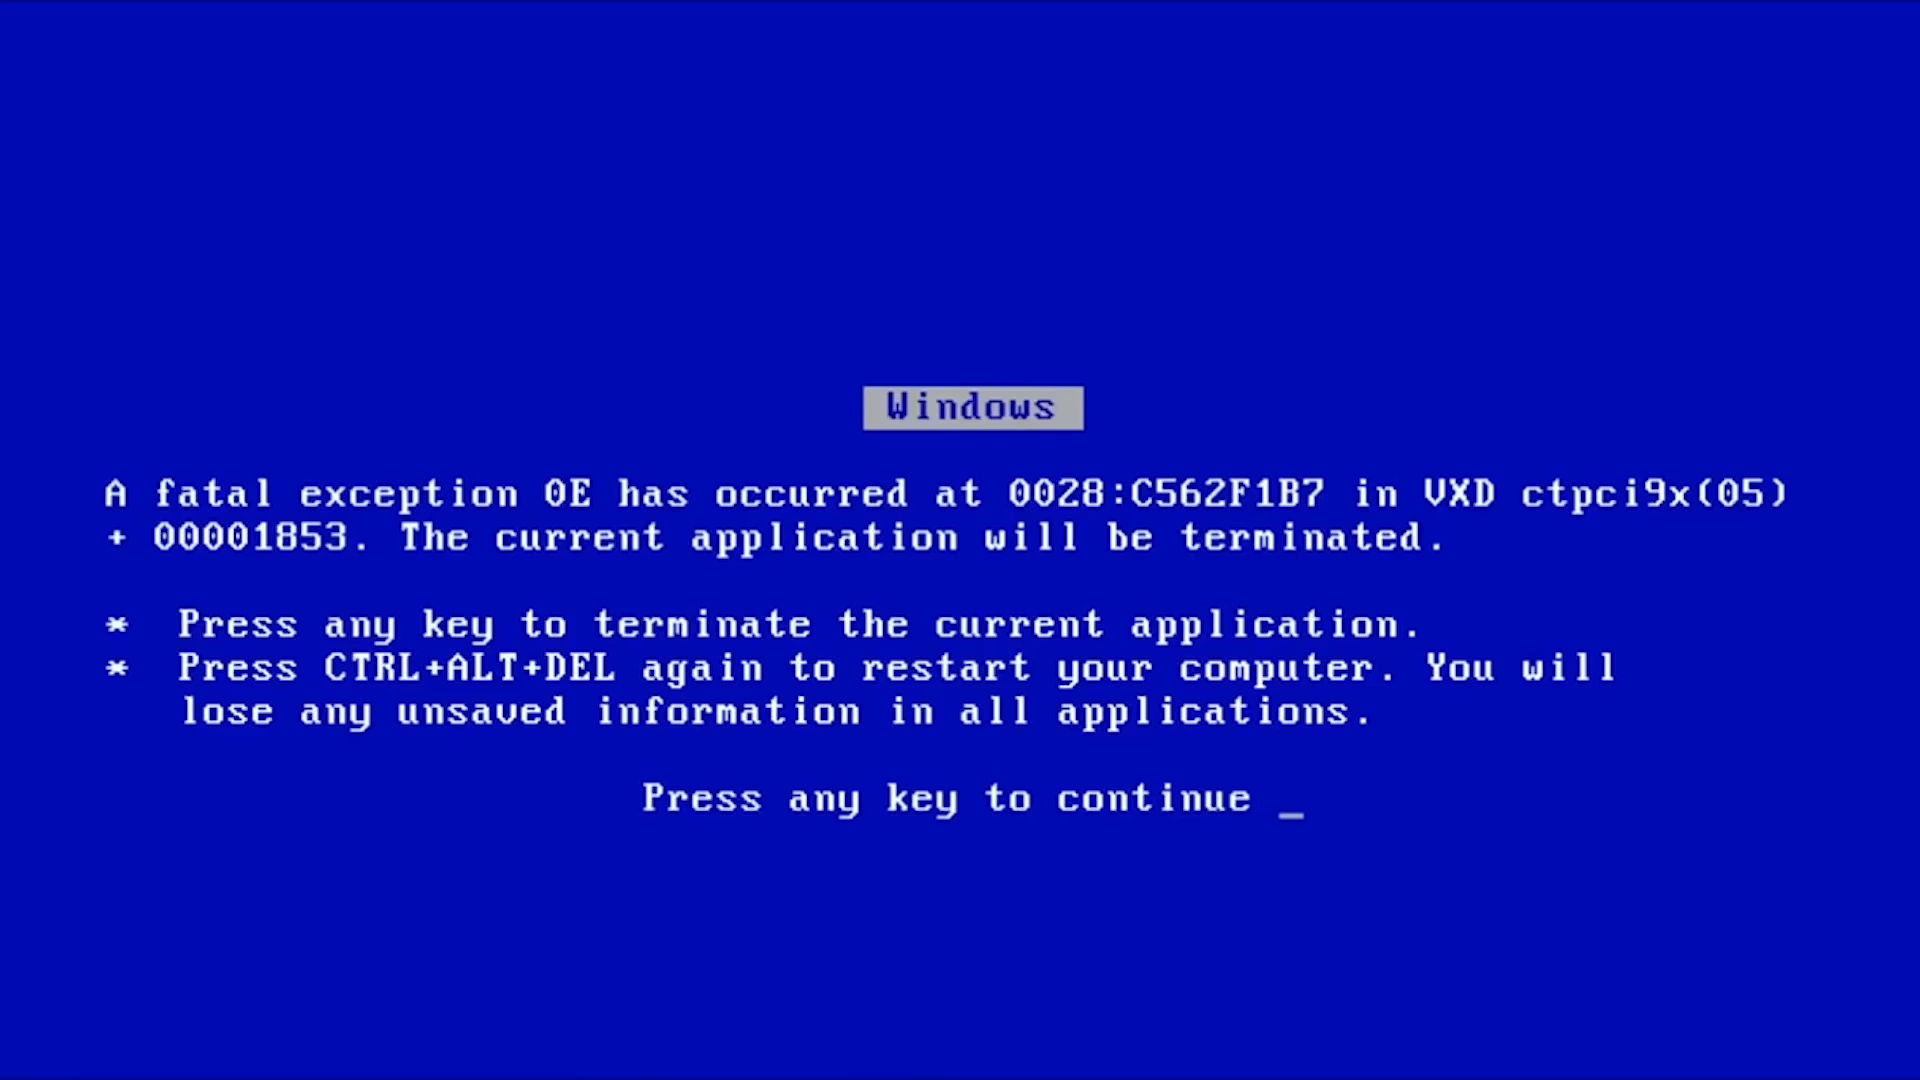 Windows
A fatal exception 0E has occurred at 0028:C562F1B7 in VXD ctpci9x(05)
+ 00001853. The current application will be terminated.
* Press any key to terminate the current application.
* Press CTRL+ALT+DEL again to restart your computer. You will
lose any unsaved information in all applications.
Press any key to continue _